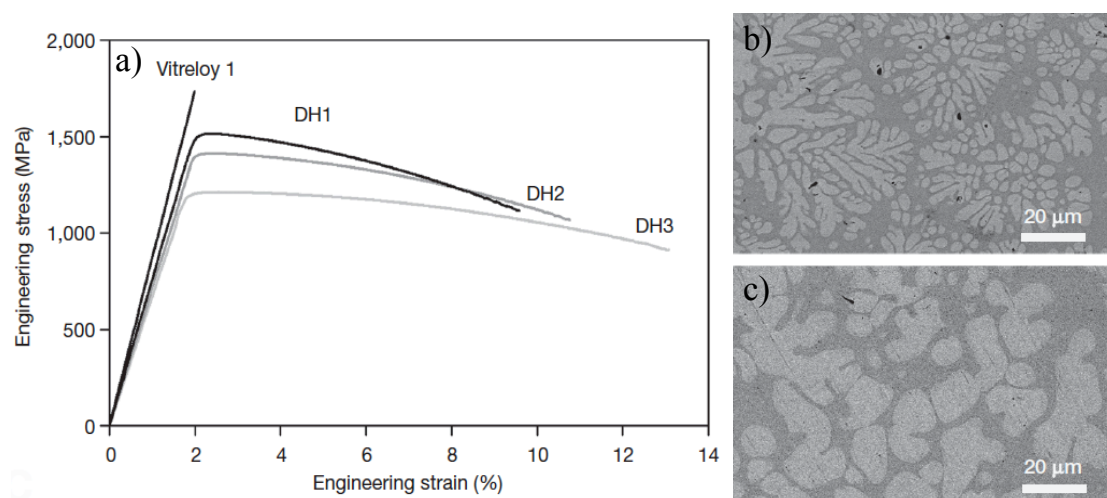 a)
Vitreloy 1
DH1
DH2
DH3
2,000
1,500
1,000
500
0
0 2 4 6 8 10 12 14
Engineering stress (MPa)
Engineering strain (%)
b)
20 μm
c)
20 μm